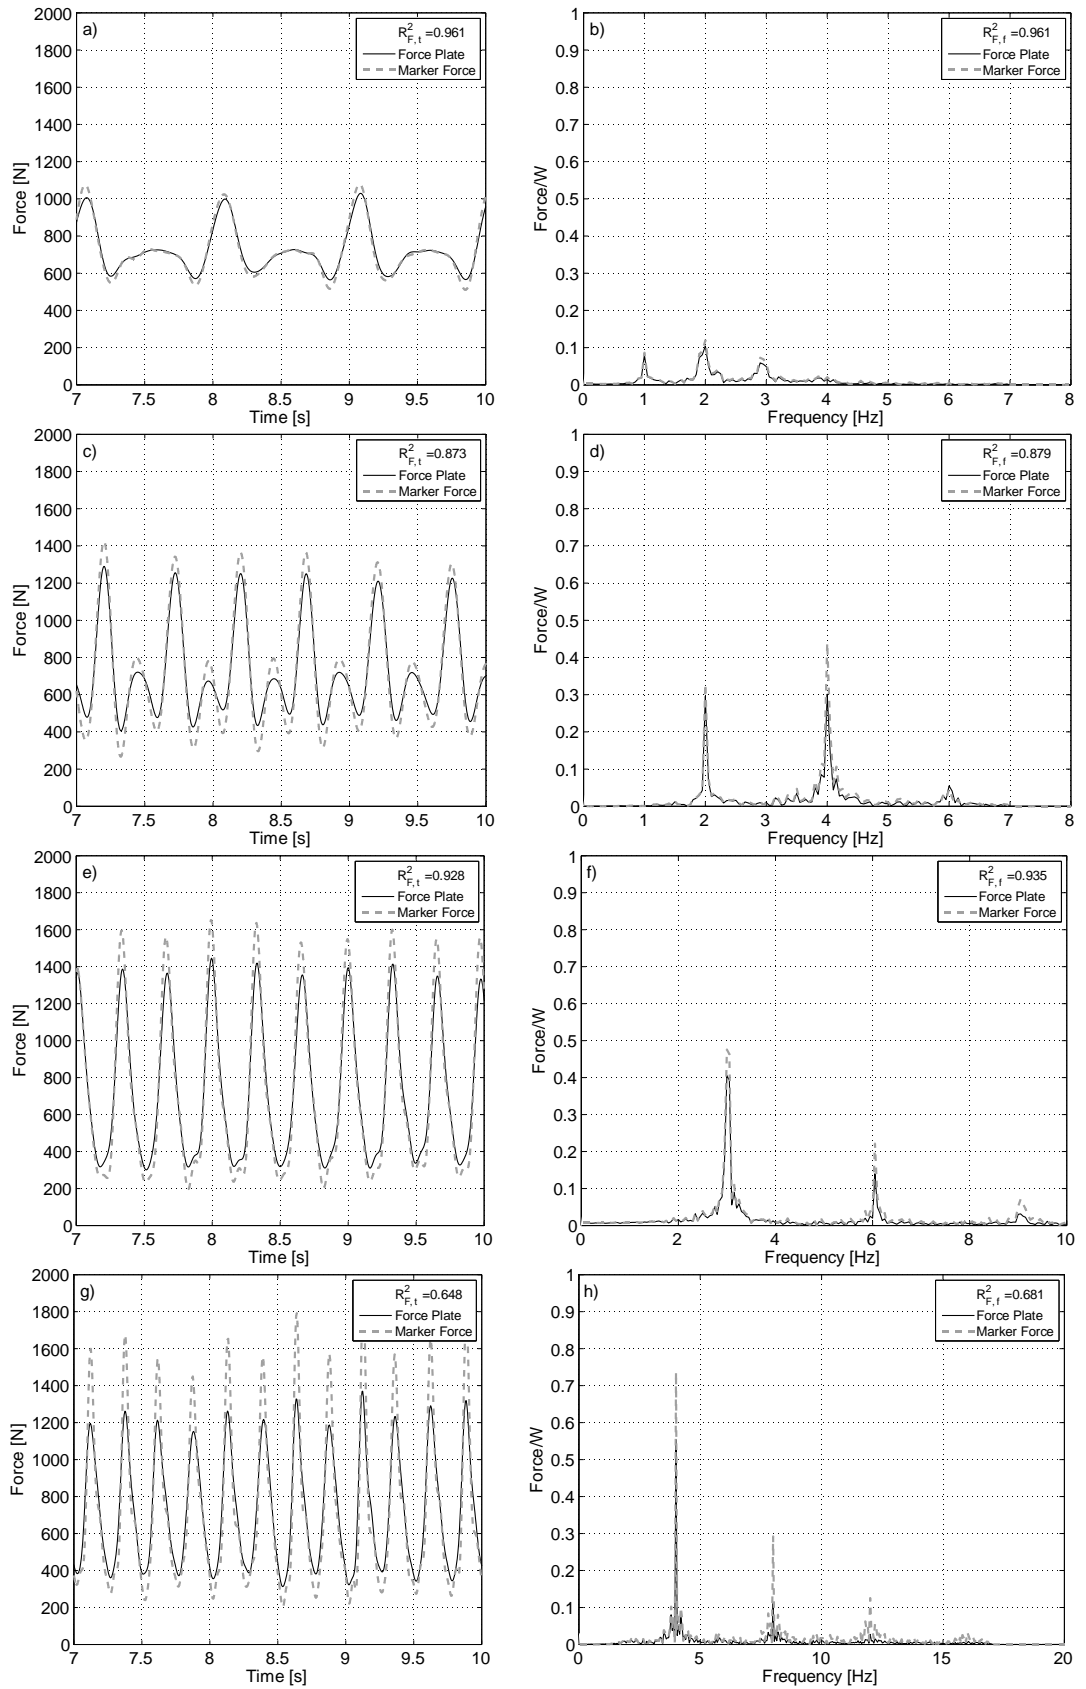 a)
R²F, t =0.961
Force Plate
Marker Force
2000
1800
1600
1400
1200
1000
800
600
400
200
0
Force [N]
7 7.5 8 8.5 9 9.5 10
Time [s]
b)
R²F, f =0.961
Force Plate
Marker Force
1
0.9
0.8
0.7
0.6
0.5
0.4
0.3
0.2
0.1
0
Force/W
0 1 2 3 4 5 6 7 8
Frequency [Hz]
c)
R²F, t =0.873
Force Plate
Marker Force
2000
1800
1600
1400
1200
1000
800
600
400
200
0
Force [N]
7 7.5 8 8.5 9 9.5 10
Time [s]
d)
R²F, f =0.879
Force Plate
Marker Force
1
0.9
0.8
0.7
0.6
0.5
0.4
0.3
0.2
0.1
0
Force/W
0 1 2 3 4 5 6 7 8
Frequency [Hz]
e)
R²F, t =0.928
Force Plate
Marker Force
2000
1800
1600
1400
1200
1000
800
600
400
200
0
Force [N]
7 7.5 8 8.5 9 9.5 10
Time [s]
f)
R²F, f =0.935
Force Plate
Marker Force
1
0.9
0.8
0.7
0.6
0.5
0.4
0.3
0.2
0.1
0
Force/W
0 2 4 6 8 10
Frequency [Hz]
g)
R²F, t =0.648
Force Plate
Marker Force
2000
1800
1600
1400
1200
1000
800
600
400
200
0
Force [N]
7 7.5 8 8.5 9 9.5 10
Time [s]
h)
R²F, f =0.681
Force Plate
Marker Force
1
0.9
0.8
0.7
0.6
0.5
0.4
0.3
0.2
0.1
0
Force/W
0 5 10 15 20
Frequency [Hz]